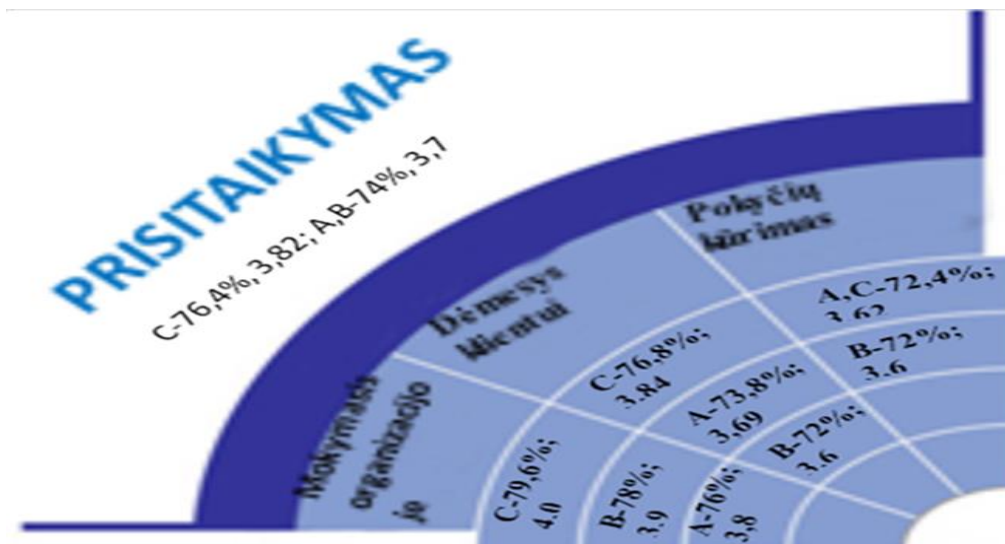 PRISITAIKYMAS
C-76,4%, 3,82; A,B-74%, 3,7
Pokyčių
kūrimas
A,C-72,4%;
3.62
B-72%;
3.6
Dėmesys
klientui
C-76,8%;
3.84
A-73,8%;
3,69
B-72%;
3.6
Mokymasis
organizacijo
je
C-79,6%;
4.0
B-78%;
3.9
A-76%;
3,8